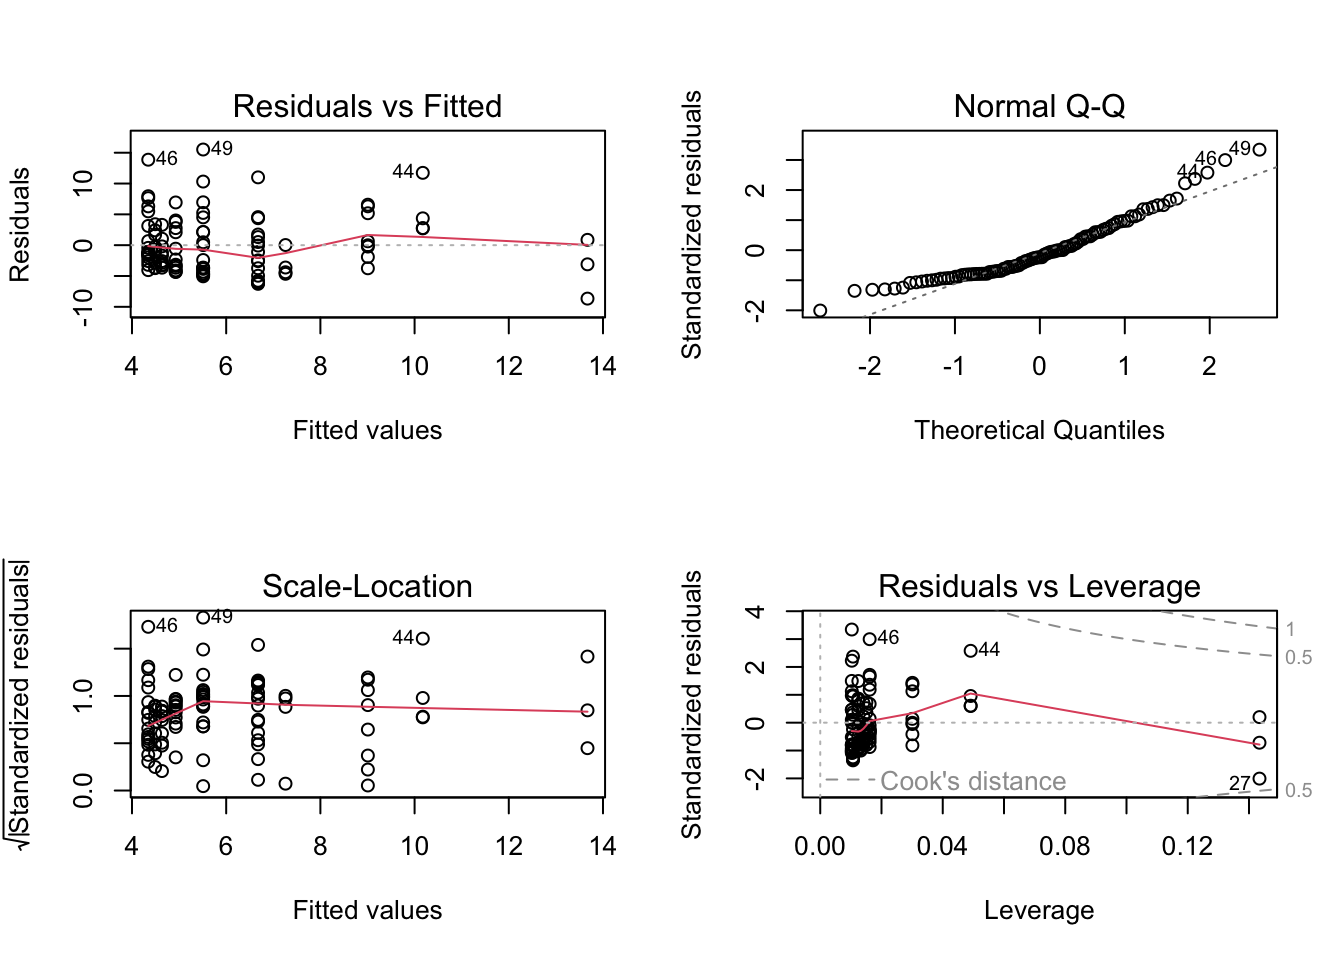 Residuals vs Fitted
Residuals
10
0
-10
46
49
44
4 6 8 10 12 14
Fitted values
Normal Q-Q
Standardized residuals
2
0
-2
44
46
49
-2 -1 0 1 2
Theoretical Quantiles
Scale-Location
√|Standardized residuals|
1.0
0.0
46
49
44
4 6 8 10 12 14
Fitted values
Residuals vs Leverage
Standardized residuals
4
2
0
-2
46
44
27
1
0.5
0.5
Cook's distance
0.00 0.04 0.08 0.12
Leverage